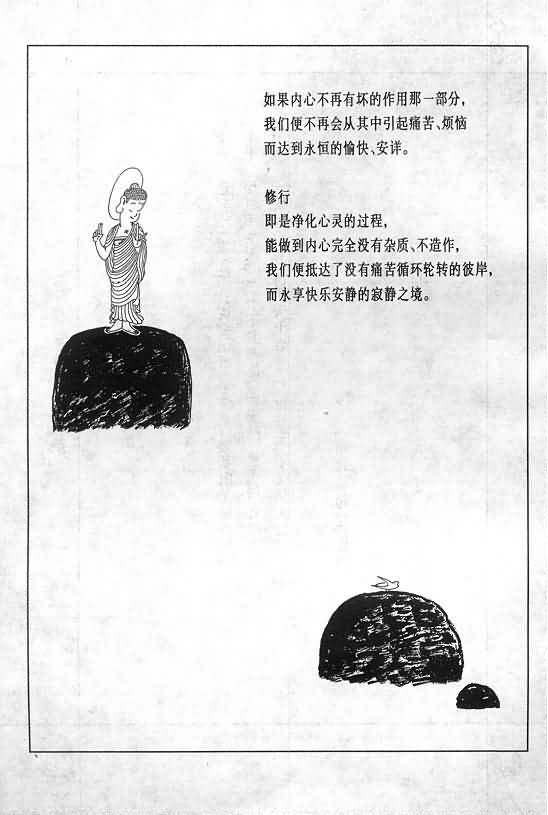 如果内心不再有坏的作用那一部分，
我们便不再会从其中引起痛苦、烦恼
而达到永恒的愉快、安详。
修行
即是净化心灵的过程，
能做到内心完全没有杂质、不造作，
我们便抵达了没有痛苦循环轮转的彼岸，
而永享快乐安静的寂静之境。